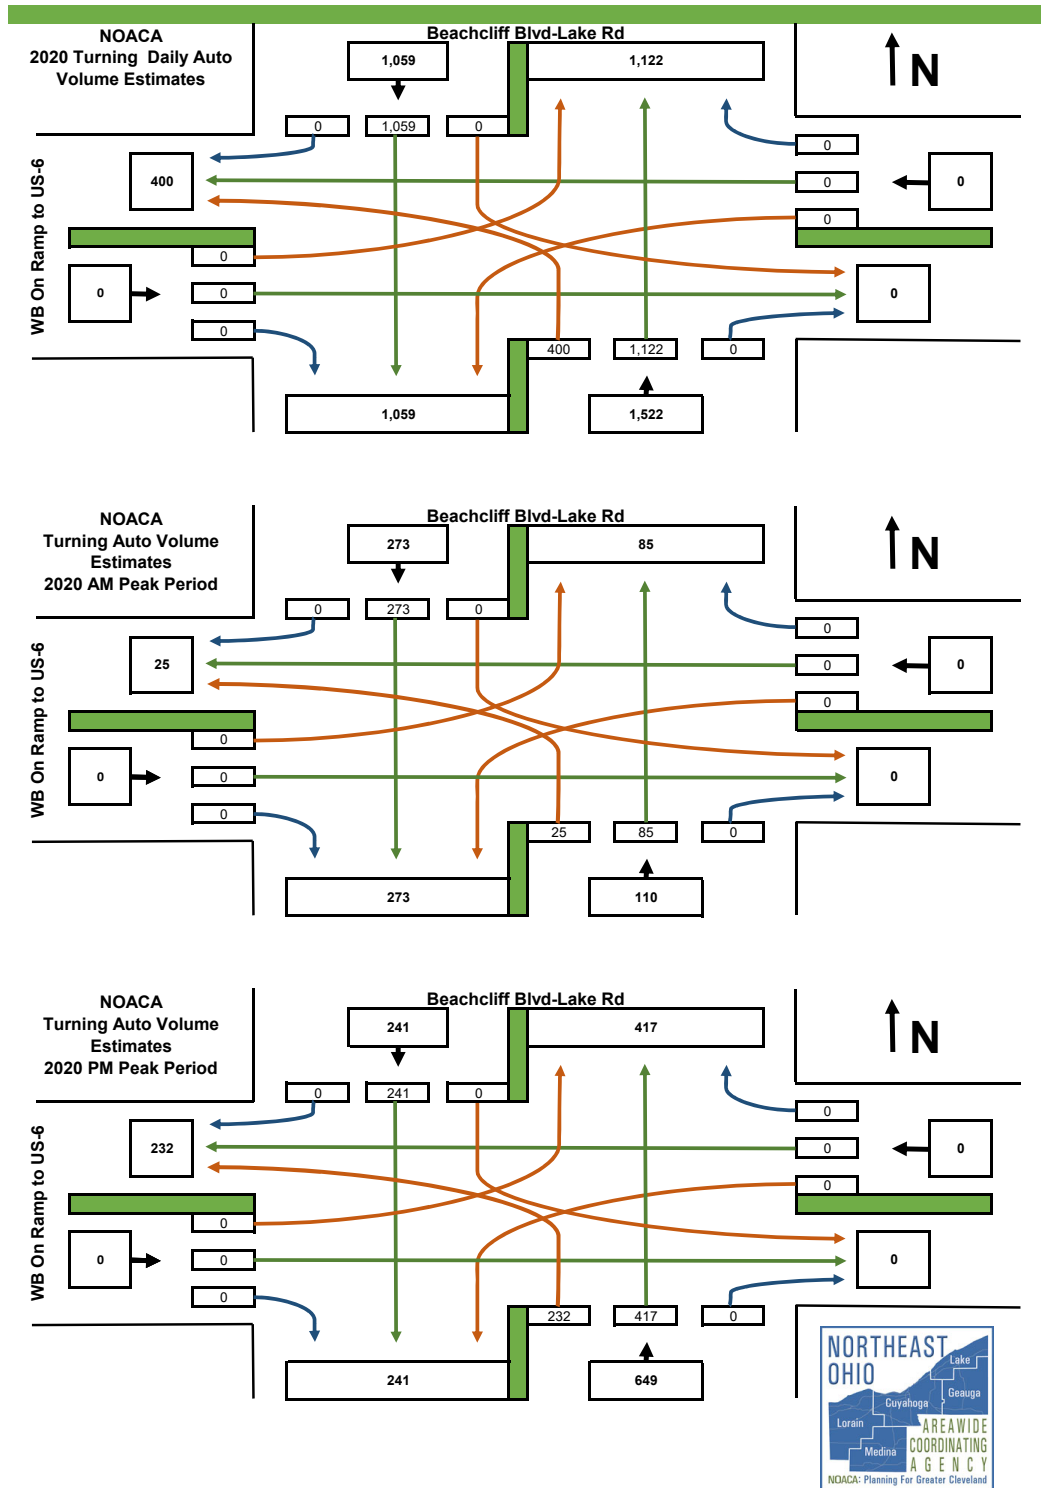 NOACA
2020 Turning Daily Auto
Volume Estimates
Beachcliff Blvd-Lake Rd
1,059
1,122
N
0
1,059
0
0
400
0
0
0
WB On Ramp to US-6
0
0
0
0
0
400
1,122
0
1,059
1,522
NOACA
Turning Auto Volume
Estimates
2020 AM Peak Period
Beachcliff Blvd-Lake Rd
273
85
N
0
273
0
0
25
0
0
0
WB On Ramp to US-6
0
0
0
0
0
25
85
0
273
110
NOACA
Turning Auto Volume
Estimates
2020 PM Peak Period
Beachcliff Blvd-Lake Rd
241
417
N
0
241
0
0
232
0
0
0
WB On Ramp to US-6
0
0
0
0
0
232
417
0
241
649
NORTHEAST
OHIO
Lake
Geauga
Cuyahoga
Lorain
Medina
AREAWIDE
COORDINATING
AGENCY
NOACA: Planning For Greater Cleveland